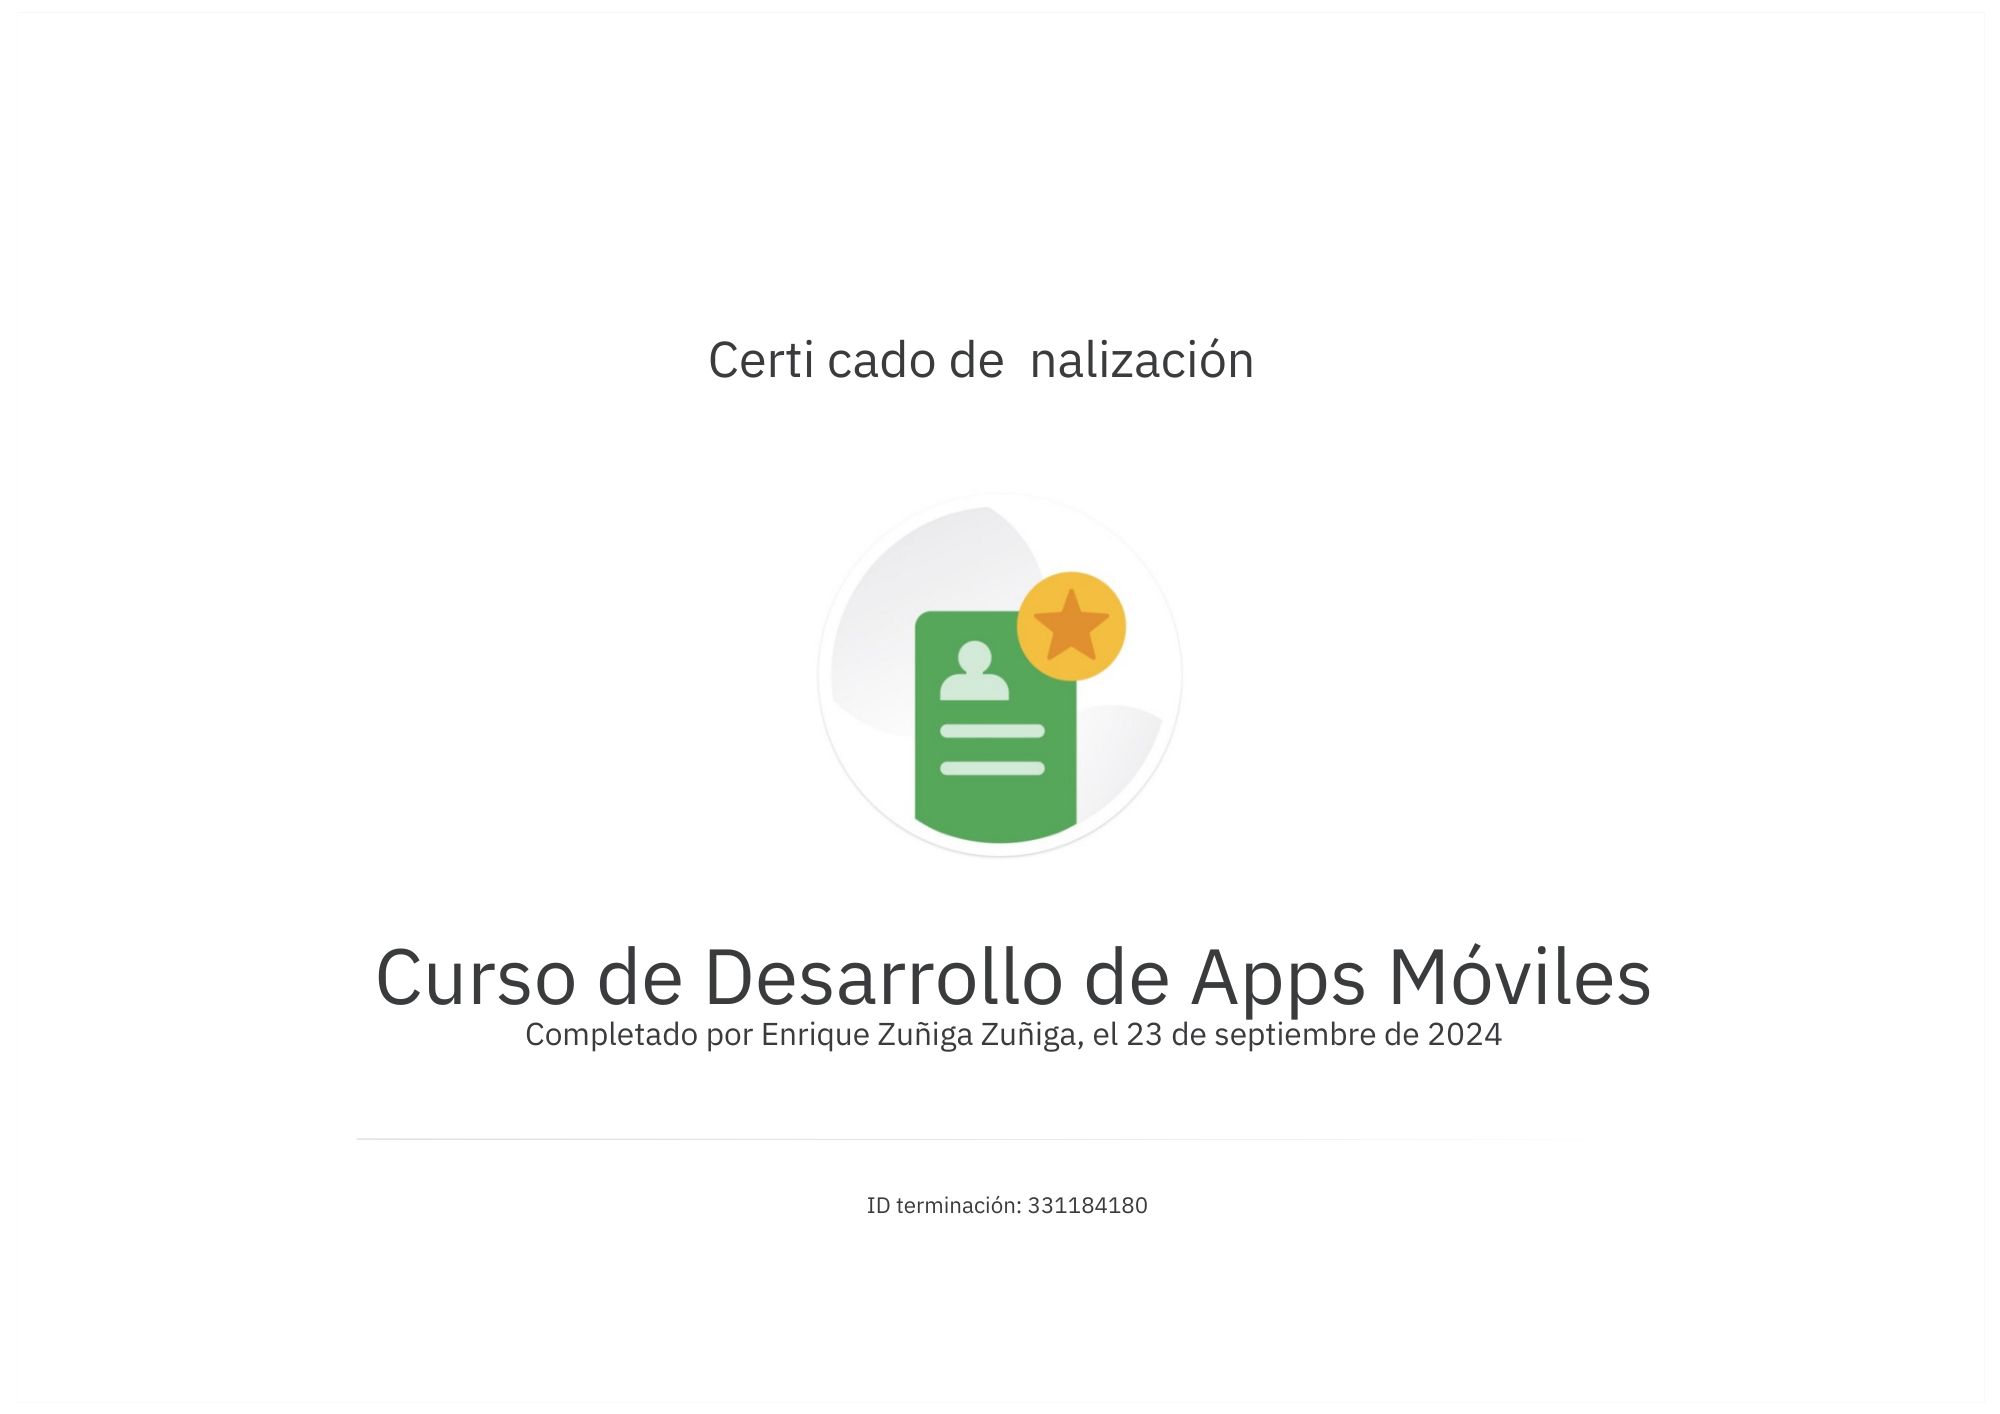 Certi cado de  nalización
Curso de Desarrollo de Apps Móviles
Completado por Enrique Zuñiga Zuñiga, el 23 de septiembre de 2024
ID terminación: 331184180